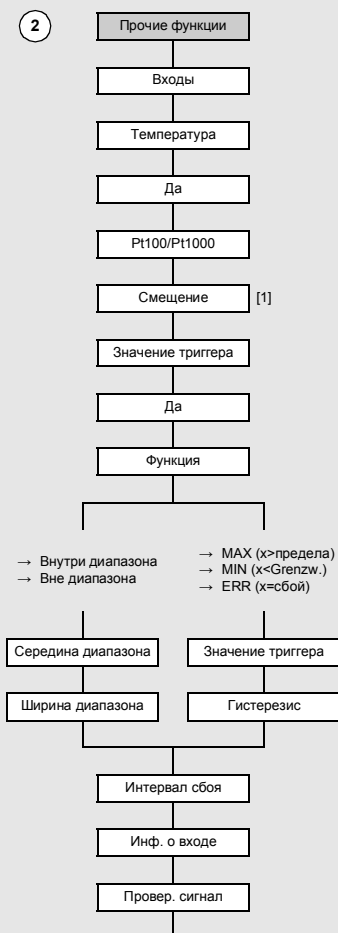 2
Прочие функции
Входы
Температура
Да
Pt100/Pt1000
Смещение [1]
Значение триггера
Да
Функция
→ Внутри диапазона
→ Вне диапазона
→ MAX (x>предела)
→ MIN (x<Grenzw.)
→ ERR (x=сбой)
Середина диапазона
Ширина диапазона
Значение триггера
Гистерезис
Интервал сбоя
Инф. о входе
Провер. сигнал